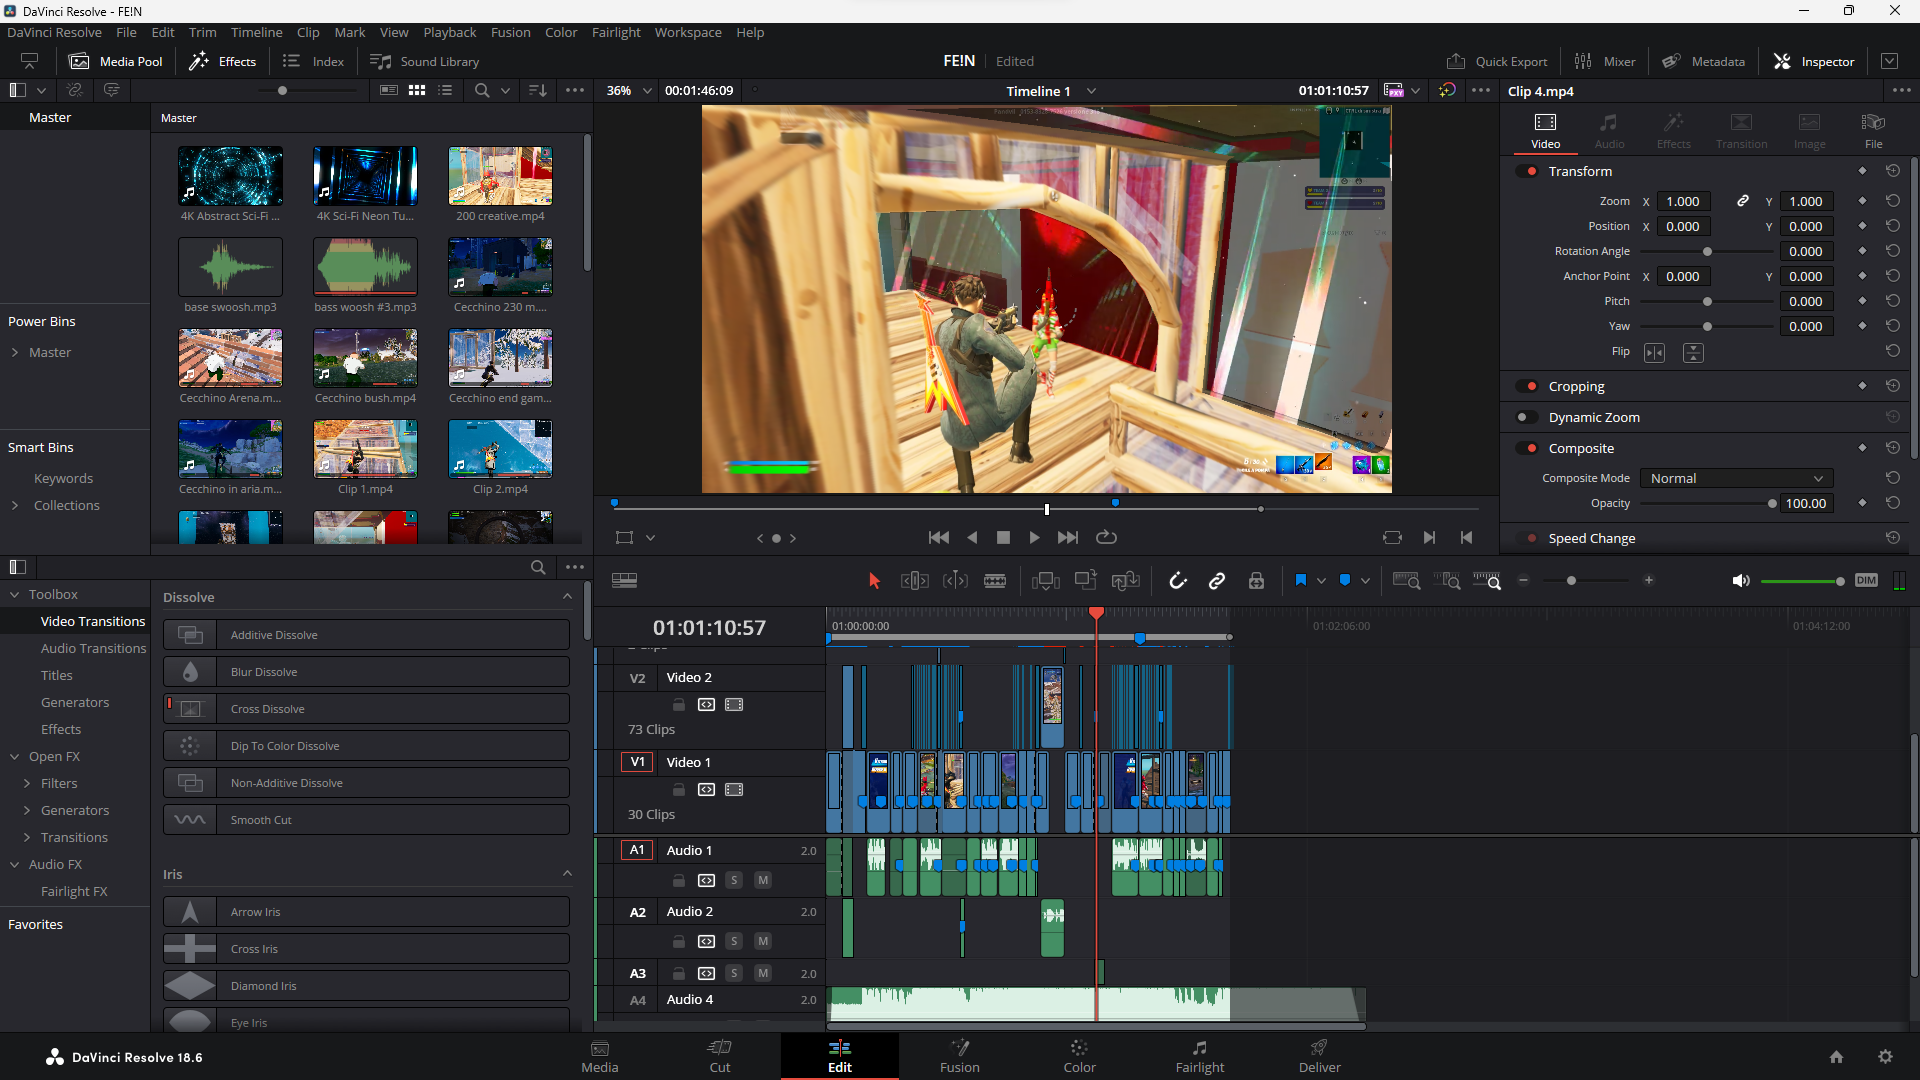 DaVinci Resolve - FE!N
DaVinci Resolve File Edit Trim Timeline Clip Mark View Playback Fusion Color Fairlight Workspace Help
Media Pool Effects Index Sound Library FE!N Edited Quick Export Mixer Metadata Inspector
36% 00:01:46:09 Timeline 1 01:01:10:57 Clip 4.mp4
Master
Master
Power Bins
Master
Smart Bins
Keywords
Collections
4K Abstract Sci-Fi ... 4K Sci-Fi Neon Tu... 200 creative.mp4
base swoosh.mp3 bass woosh #3.mp3 Cecchino 230 m....
Cecchino Arena.m... Cecchino bush.mp4 Cecchino end gam...
Cecchino in aria.m... Clip 1.mp4 Clip 2.mp4
Video Audio Effects Transition Image File
Transform
Zoom X 1.000 Y 1.000
Position X 0.000 Y 0.000
Rotation Angle 0.000
Anchor Point X 0.000 Y 0.000
Pitch 0.000
Yaw 0.000
Flip
Cropping
Dynamic Zoom
Composite
Composite Mode Normal
Opacity 100.00
Speed Change
Toolbox
Video Transitions
Audio Transitions
Titles
Generators
Effects
Open FX
Filters
Generators
Transitions
Audio FX
Fairlight FX
Favorites
Dissolve
Additive Dissolve
Blur Dissolve
Cross Dissolve
Dip To Color Dissolve
Non-Additive Dissolve
Smooth Cut
Iris
Arrow Iris
Cross Iris
Diamond Iris
Eye Iris
DIM
01:01:10:57 01:00:00:00 01:02:06:00 01:04:12:00
V2 Video 2
73 Clips
V1 Video 1
30 Clips
A1 Audio 1 2.0
S M
A2 Audio 2 2.0
S M
A3 S M 2.0
A4 Audio 4 2.0
DaVinci Resolve 18.6
Media Cut Edit Fusion Color Fairlight Deliver